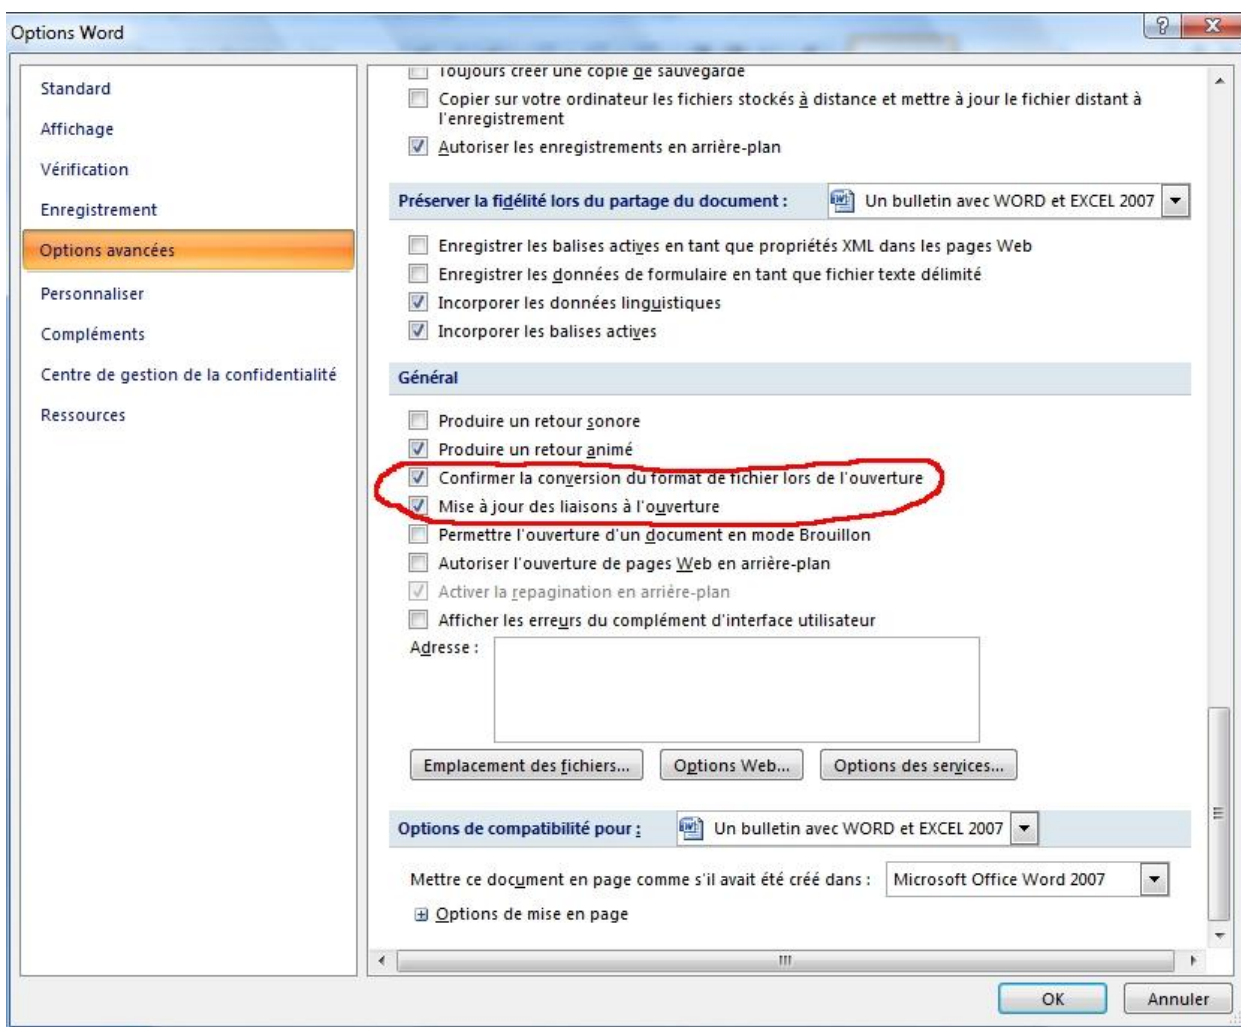 Options Word
Standard
Affichage
Vérification
Enregistrement
Options avancées
Personnaliser
Compléments
Centre de gestion de la confidentialité
Ressources
Toujours créer une copie de sauvegarde
Copier sur votre ordinateur les fichiers stockés à distance et mettre à jour le fichier distant à
l'enregistrement
Autoriser les enregistrements en arrière-plan
Préserver la fidélité lors du partage du document : Un bulletin avec WORD et EXCEL 2007
Enregistrer les balises actives en tant que propriétés XML dans les pages Web
Enregistrer les données de formulaire en tant que fichier texte délimité
Incorporer les données linguistiques
Incorporer les balises actives
Général
Produire un retour sonore
Produire un retour animé
Confirmer la conversion du format de fichier lors de l'ouverture
Mise à jour des liaisons à l'ouverture
Permettre l'ouverture d'un document en mode Brouillon
Autoriser l'ouverture de pages Web en arrière-plan
Activer la repagination en arrière-plan
Afficher les erreurs du complément d'interface utilisateur
Adresse :
Emplacement des fichiers... Options Web... Options des services...
Options de compatibilité pour : Un bulletin avec WORD et EXCEL 2007
Mettre ce document en page comme s'il avait été créé dans : Microsoft Office Word 2007
Options de mise en page
OK Annuler